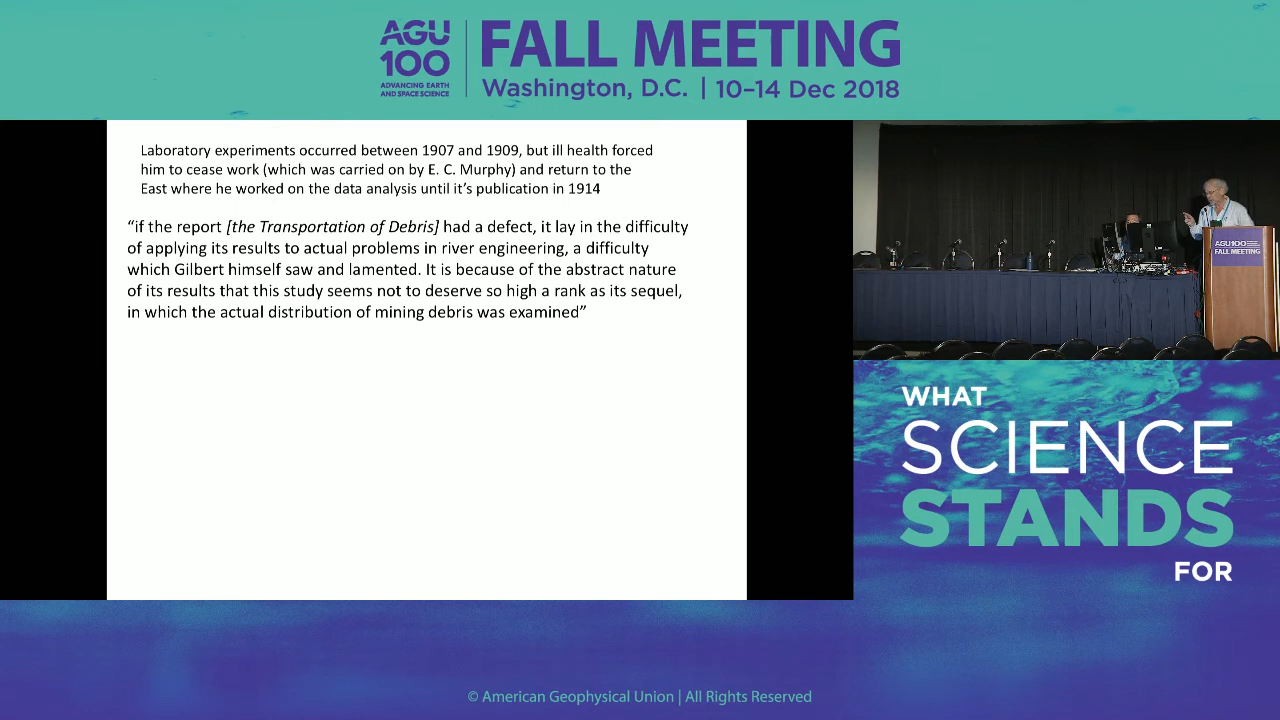 AGU
100
ADVANCING EARTH
AND SPACE SCIENCE
FALL MEETING
Washington, D.C. | 10–14 Dec 2018
Laboratory experiments occurred between 1907 and 1909, but ill health forced
him to cease work (which was carried on by E. C. Murphy) and return to the
East where he worked on the data analysis until it’s publication in 1914
“if the report [the Transportation of Debris] had a defect, it lay in the difficulty
of applying its results to actual problems in river engineering, a difficulty
which Gilbert himself saw and lamented. It is because of the abstract nature
of its results that this study seems not to deserve so high a rank as its sequel,
in which the actual distribution of mining debris was examined”
AGU100
FALL MEETING
WHAT
SCIENCE
STANDS
FOR
© American Geophysical Union | All Rights Reserved